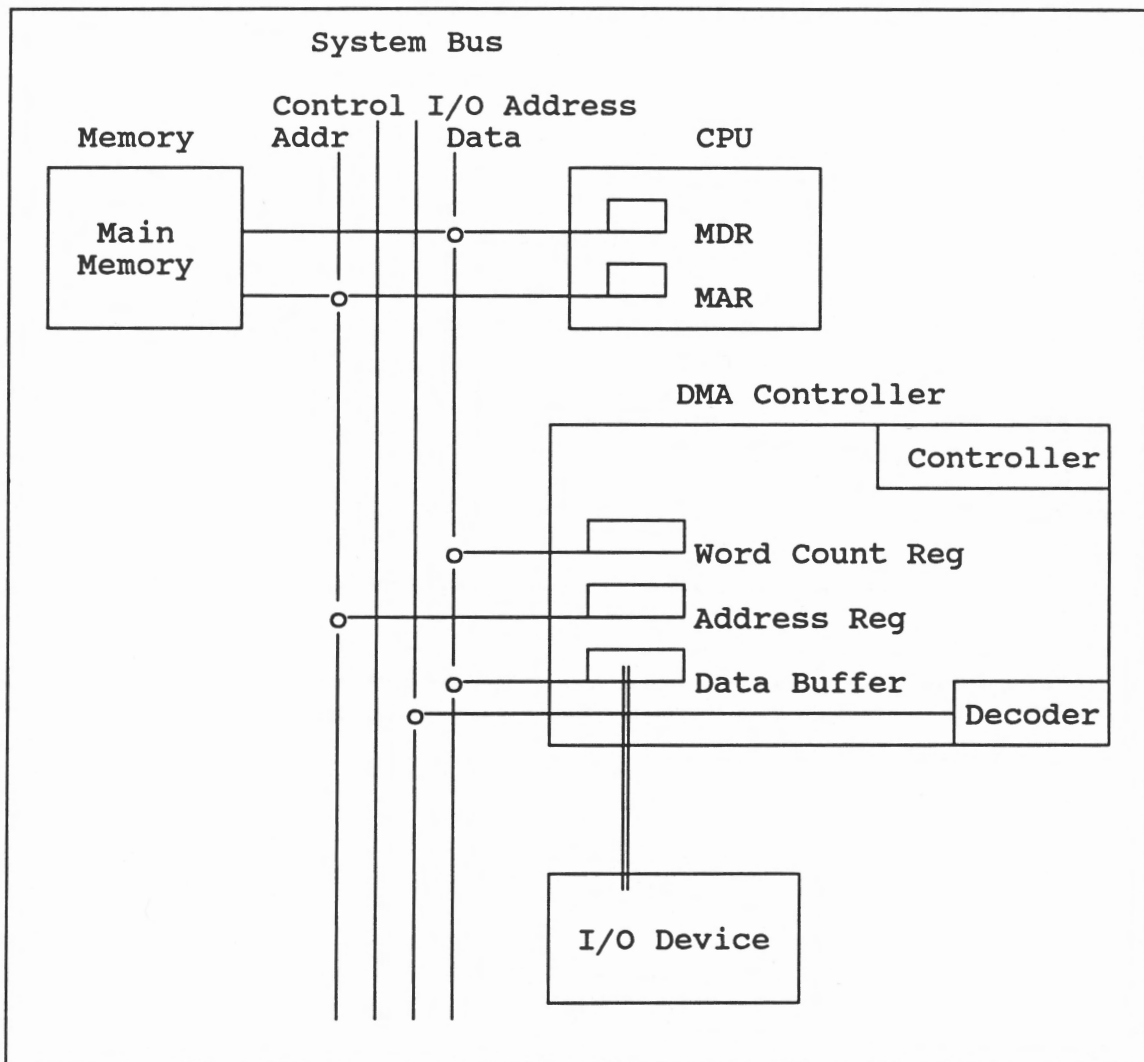 System Bus
Control I/O Address
Memory Addr Data CPU
Main
Memory
MDR
MAR
DMA Controller
Controller
Word Count Reg
Address Reg
Data Buffer
Decoder
I/O Device